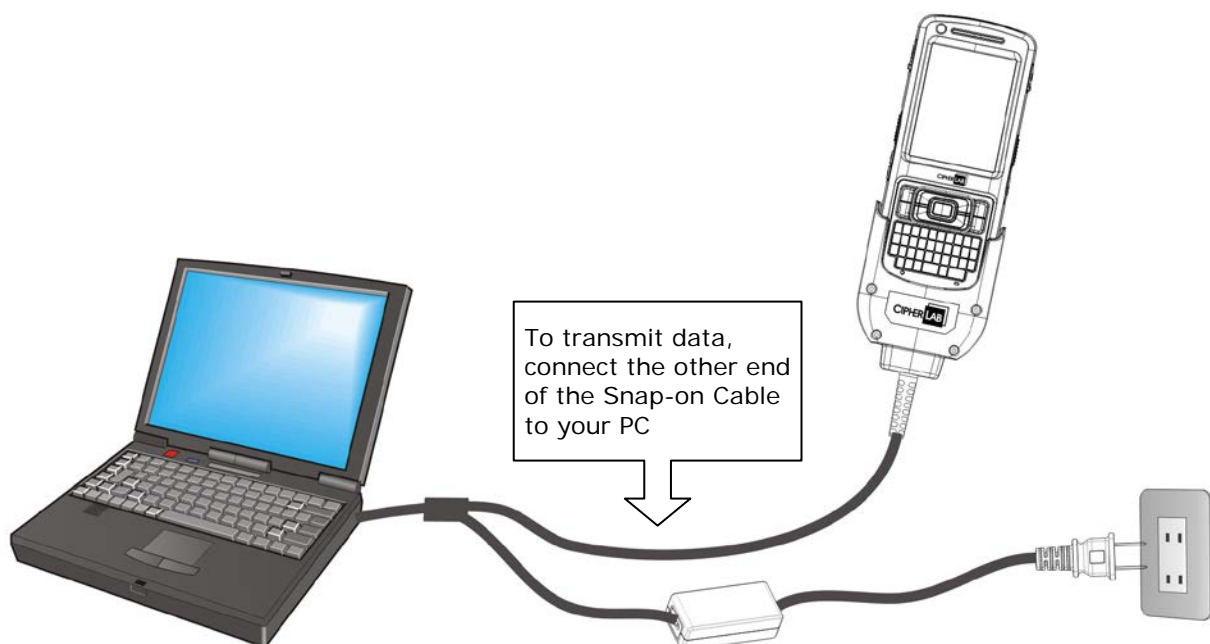 CIPHERLAB
CIPHERLAB
To transmit data,
connect the other end
of the Snap-on Cable
to your PC